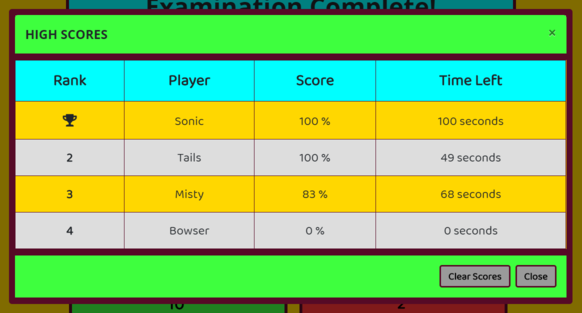 Examination Complete!
HIGH SCORES ×
Rank Player Score Time Left
Sonic 100 % 100 seconds
2 Tails 100 % 49 seconds
3 Misty 83 % 68 seconds
4 Bowser 0 % 0 seconds
Clear Scores Close
10 2